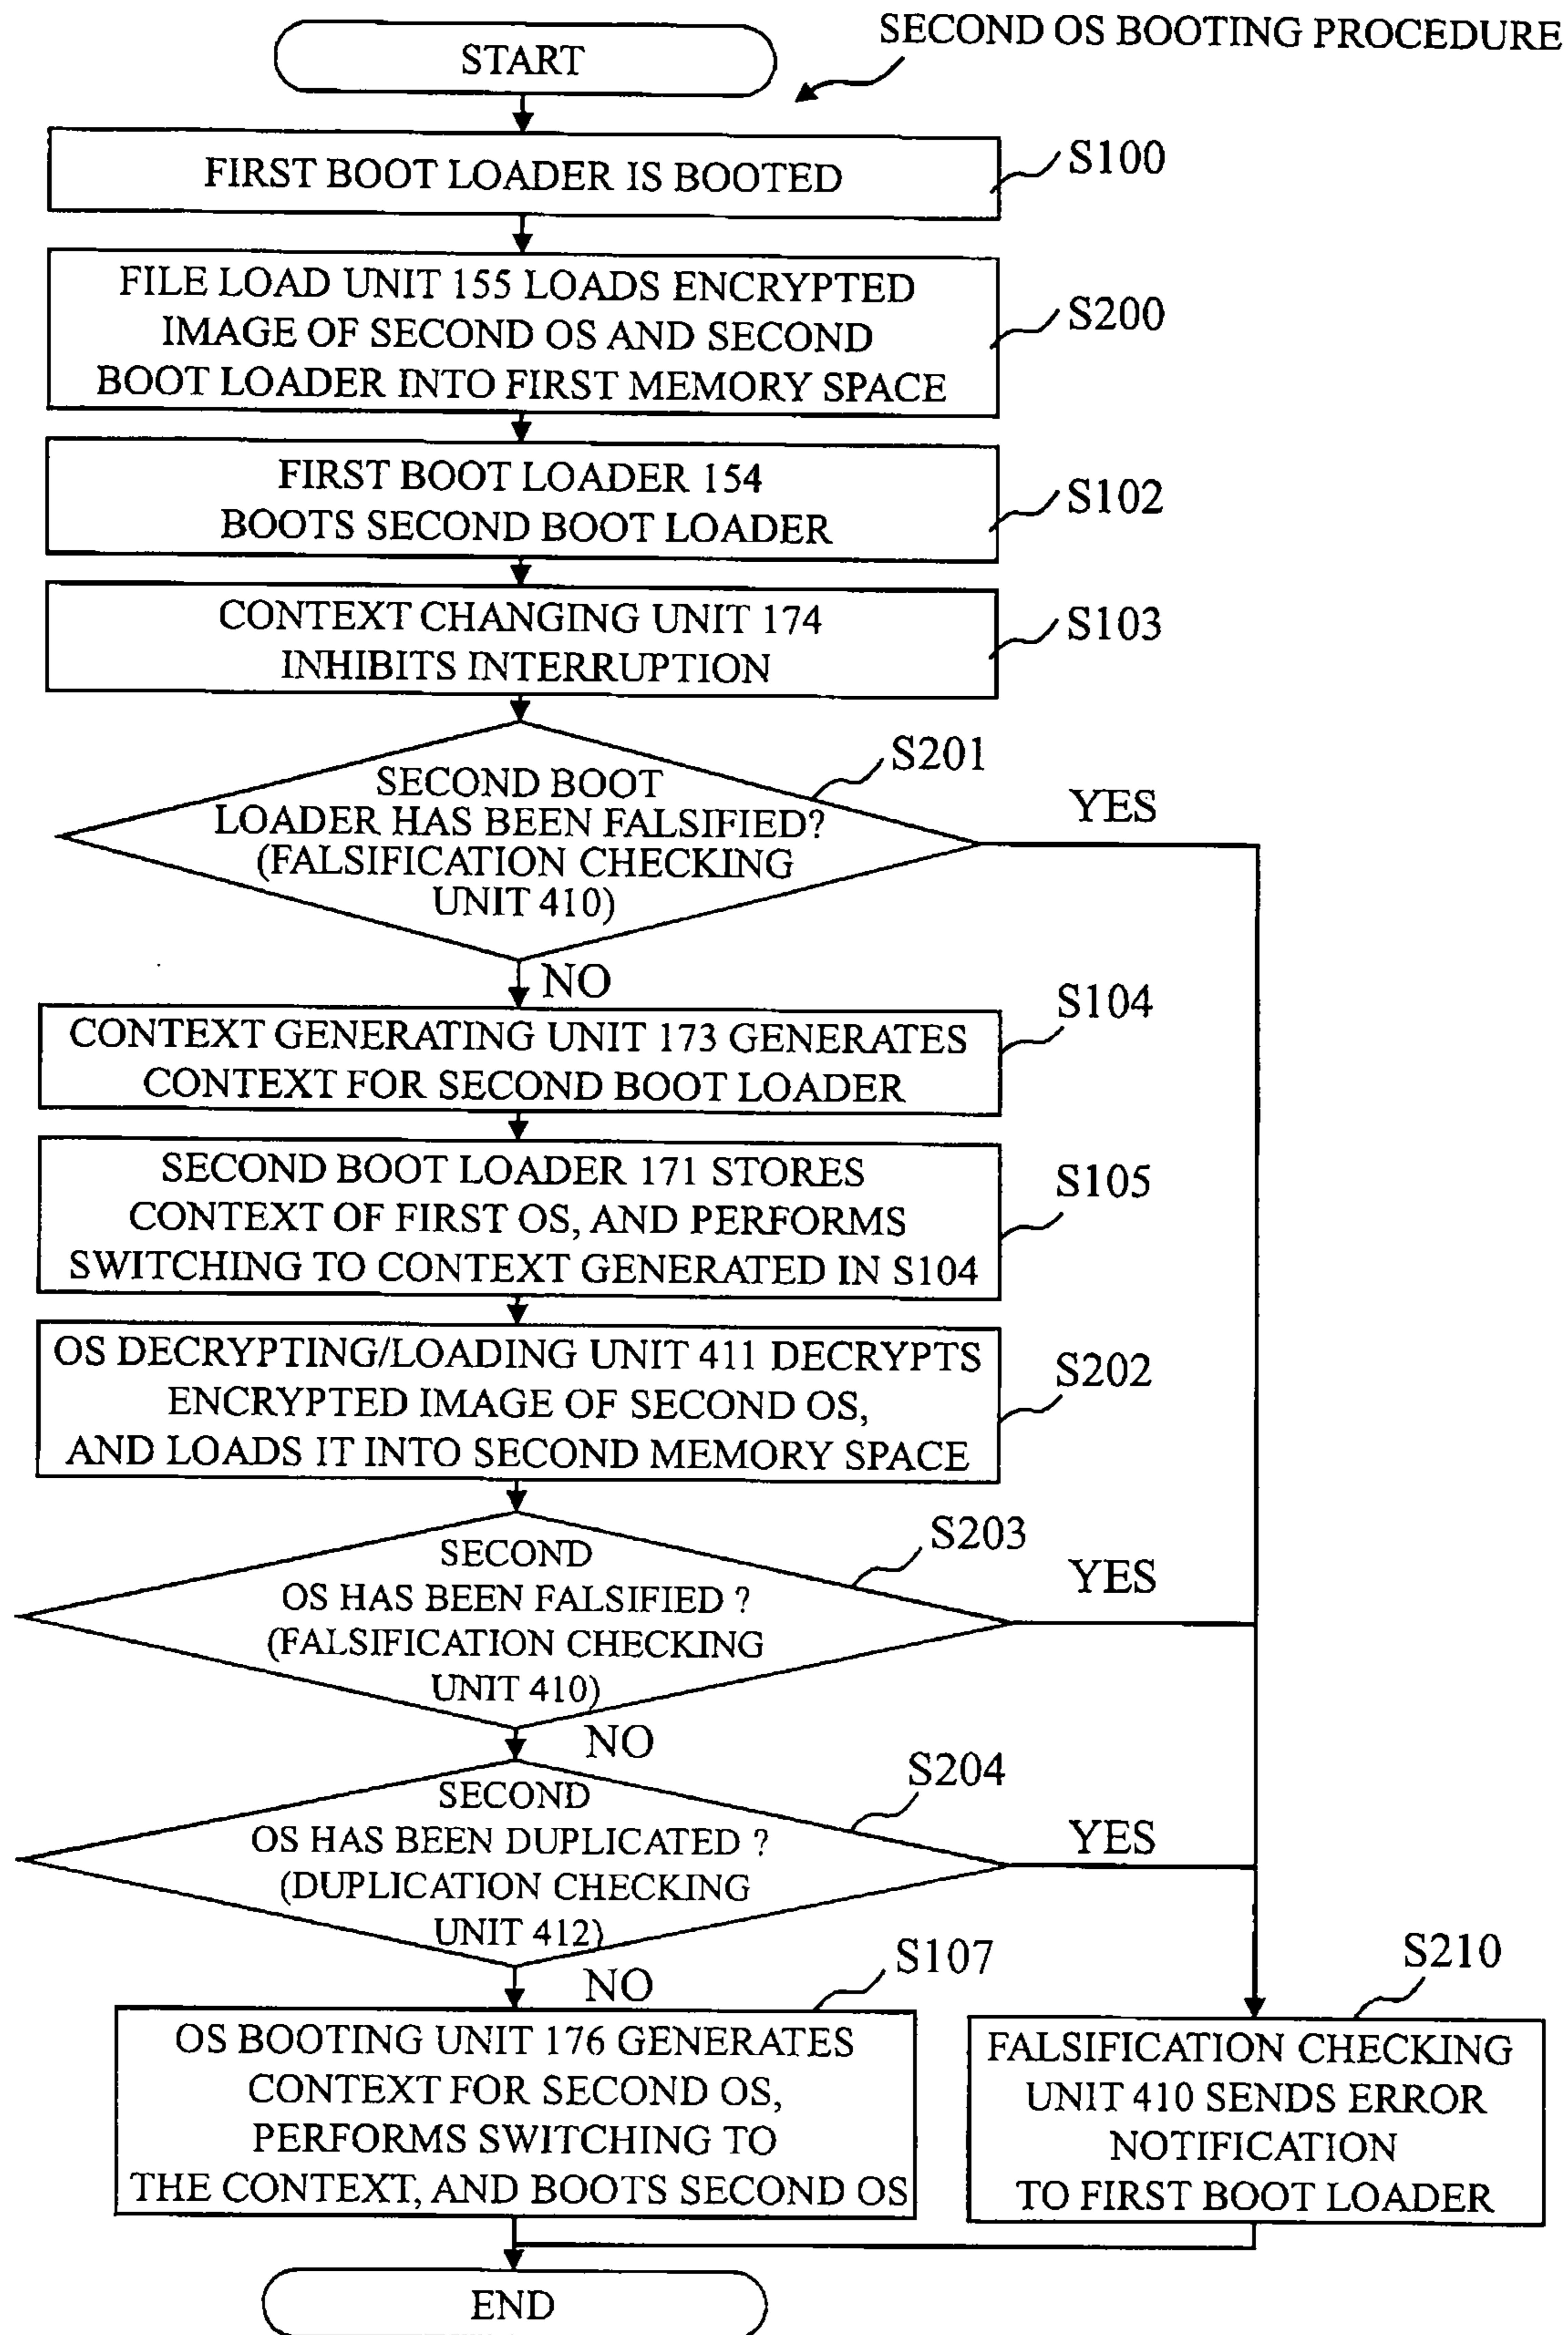 SECOND OS BOOTING PROCEDURE
START
FIRST BOOT LOADER IS BOOTED
S100
FILE LOAD UNIT 155 LOADS ENCRYPTED
IMAGE OF SECOND OS AND SECOND
BOOT LOADER INTO FIRST MEMORY SPACE
S200
FIRST BOOT LOADER 154
BOOTS SECOND BOOT LOADER
S102
CONTEXT CHANGING UNIT 174
INHIBITS INTERRUPTION
S103
SECOND BOOT
LOADER HAS BEEN FALSIFIED?
(FALSIFICATION CHECKING
UNIT 410)
S201
YES
NO
CONTEXT GENERATING UNIT 173 GENERATES
CONTEXT FOR SECOND BOOT LOADER
S104
SECOND BOOT LOADER 171 STORES
CONTEXT OF FIRST OS, AND PERFORMS
SWITCHING TO CONTEXT GENERATED IN S104
S105
OS DECRYPTING/LOADING UNIT 411 DECRYPTS
ENCRYPTED IMAGE OF SECOND OS,
AND LOADS IT INTO SECOND MEMORY SPACE
S202
SECOND
OS HAS BEEN FALSIFIED ?
(FALSIFICATION CHECKING
UNIT 410)
S203
YES
NO
SECOND
OS HAS BEEN DUPLICATED ?
(DUPLICATION CHECKING
UNIT 412)
S204
YES
NO
OS BOOTING UNIT 176 GENERATES
CONTEXT FOR SECOND OS,
PERFORMS SWITCHING TO
THE CONTEXT, AND BOOTS SECOND OS
S107
FALSIFICATION CHECKING
UNIT 410 SENDS ERROR
NOTIFICATION
TO FIRST BOOT LOADER
S210
END